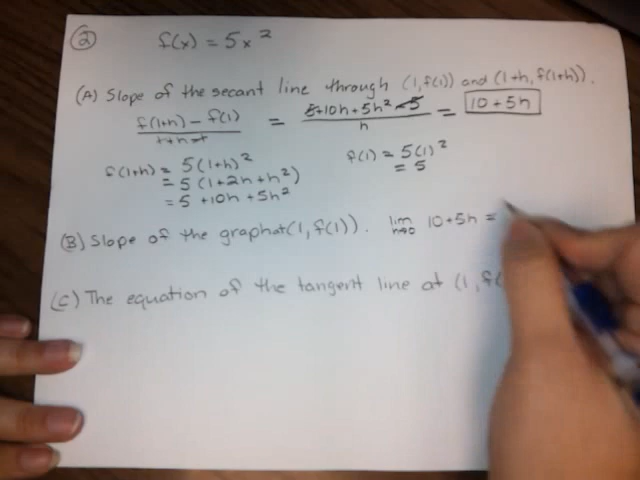 ② f(x) = 5x²
(A) Slope of the secant line through (1, f(1)) and (1+h, f(1+h)).
f(1+h) - f(1) / 1+h-1 = 5+10h+5h²-5 / h = 10+5h
f(1+h) = 5(1+h)²
= 5(1+2h+h²)
= 5 +10h +5h²
f(1) = 5(1)²
= 5
(B) Slope of the graph at (1, f(1)). lim h→0 10+5h =
(C) The equation of the tangent line at (1, f(